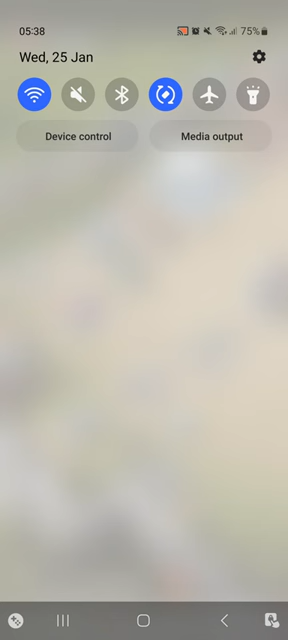 05:38
75%
Wed, 25 Jan
Device control
Media output